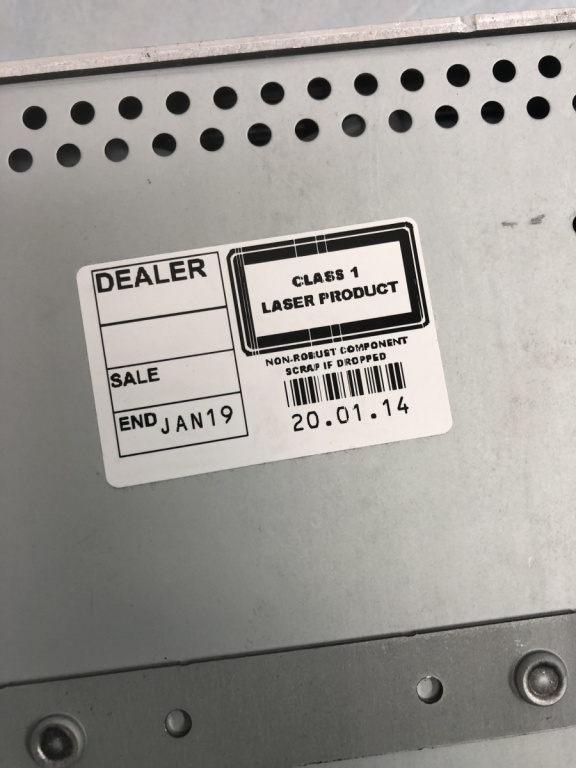 DEALER
SALE
END JAN19
CLASS 1
LASER PRODUCT
NON-ROBUST COMPONENT
SCRAP IF DROPPED
20.01.14